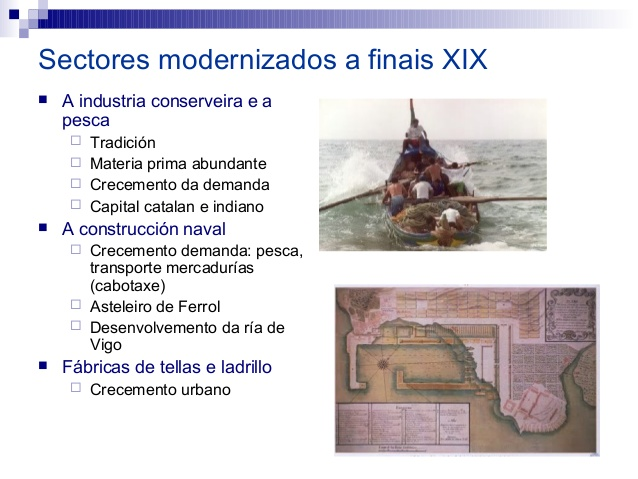 Sectores modernizados a finais XIX
A industria conserveira e a
pesca
Tradición
Materia prima abundante
Crecemento da demanda
Capital catalan e indiano
A construcción naval
Crecemento demanda: pesca,
transporte mercadurías
(cabotaxe)
Asteleiro de Ferrol
Desenvolvemento da ría de
Vigo
Fábricas de tellas e ladrillo
Crecemento urbano